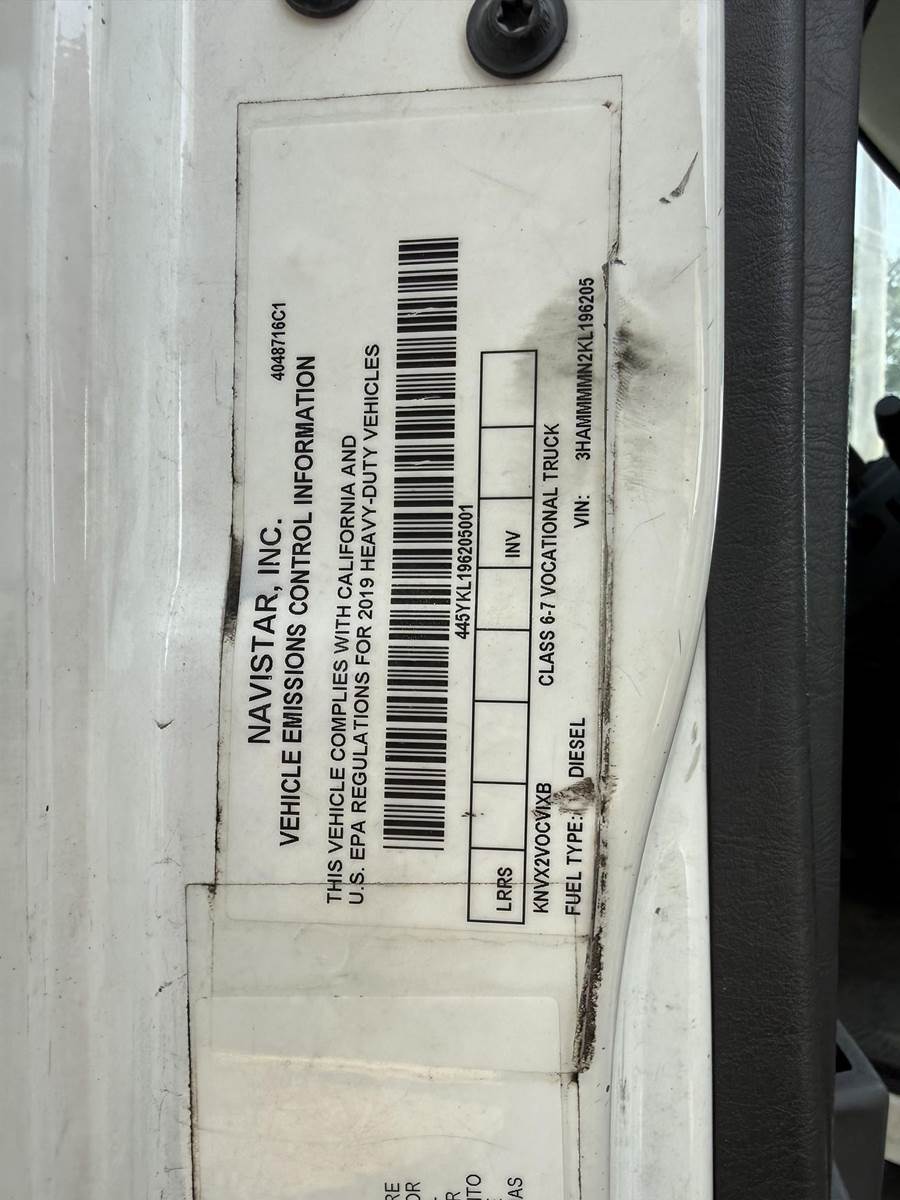 4048716C1
NAVISTAR, INC.
VEHICLE EMISSIONS CONTROL INFORMATION
THIS VEHICLE COMPLIES WITH CALIFORNIA AND
U.S. EPA REGULATIONS FOR 2019 HEAVY-DUTY VEHICLES
445YKL196205001
LRRS INV
KNVX2VOCVIXB CLASS 6-7 VOCATIONAL TRUCK
FUEL TYPE: DIESEL VIN: 3HAMMMMN2KL196205